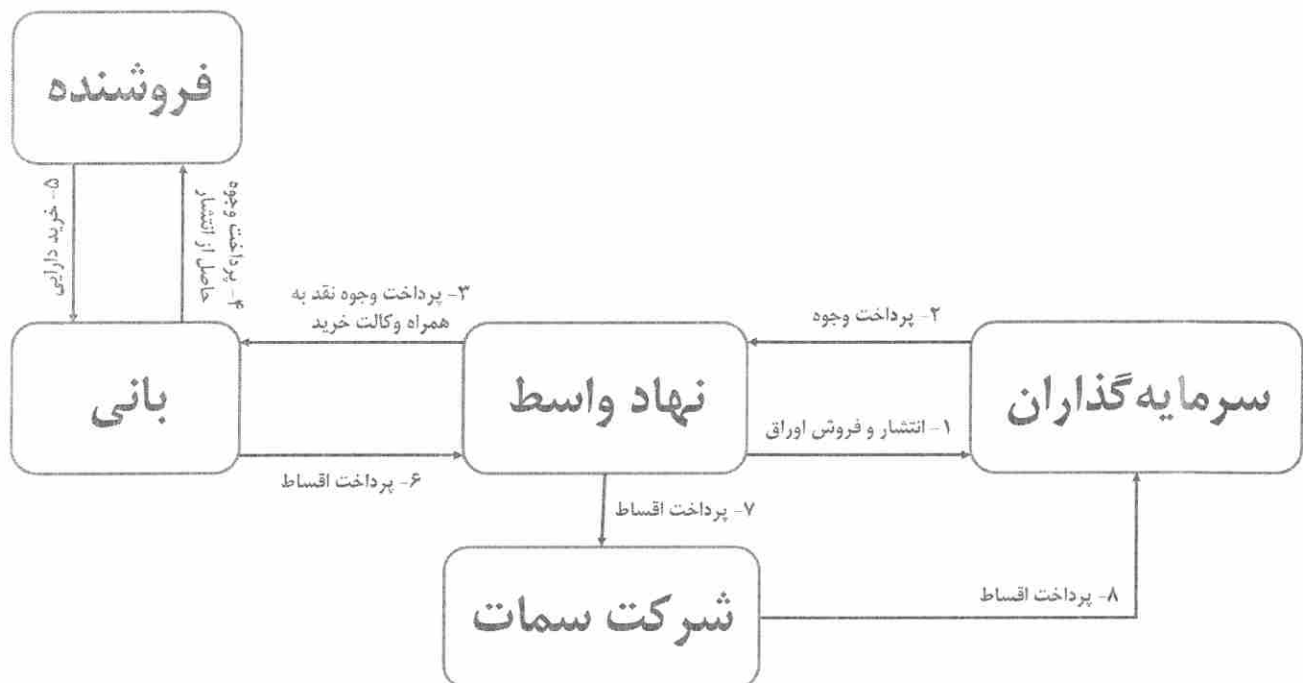 فروشنده
۵- خرید دارایی
۴- پرداخت وجوه
حاصل از انتشار
۳- پرداخت وجوه نقد به
همراه وکالت خرید
۲- پرداخت وجوه
بانی
نهاد واسط
سرمایه‌گذاران
۱- انتشار و فروش اوراق
۶- پرداخت اقساط
۷- پرداخت اقساط
شرکت سمات
۸- پرداخت اقساط